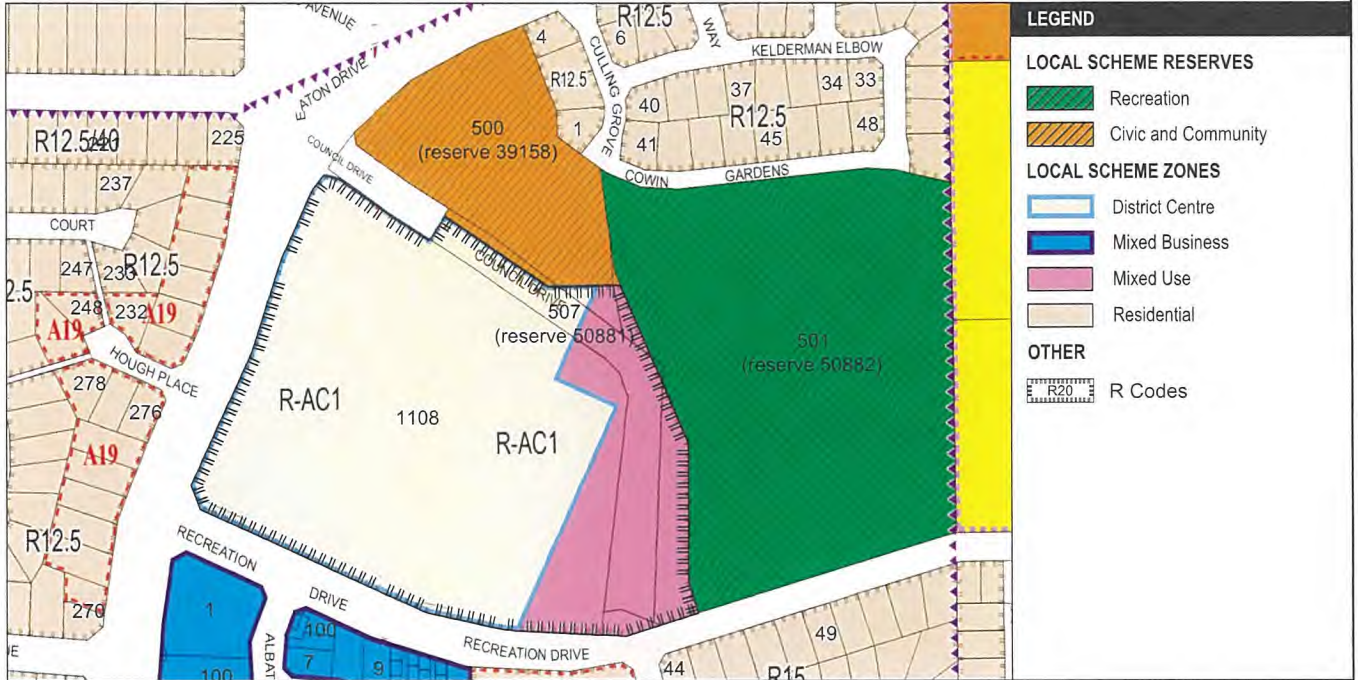 AVENUE
EATON DRIVE
R12.5
4
CULLING GROVE
6
WAY
KELDERMAN ELBOW
R12.5
1
40
37
34
33
R12.5
41
45
48
500
(reserve 39158)
COUNCIL DRIVE
COWIN
GARDENS
225
237
COURT
247
R12.5
2.5
248
232
A19
A19
HOUGH PLACE
278
276
A19
R12.5
270
COUNCIL DRIVE
507
(reserve 50881)
501
(reserve 50882)
R-AC1
1108
R-AC1
RECREATION
DRIVE
RECREATION DRIVE
1
100
ALBAT
100
7
9
44
49
R15
LEGEND
LOCAL SCHEME RESERVES
Recreation
Civic and Community
LOCAL SCHEME ZONES
District Centre
Mixed Business
Mixed Use
Residential
OTHER
R20
R Codes